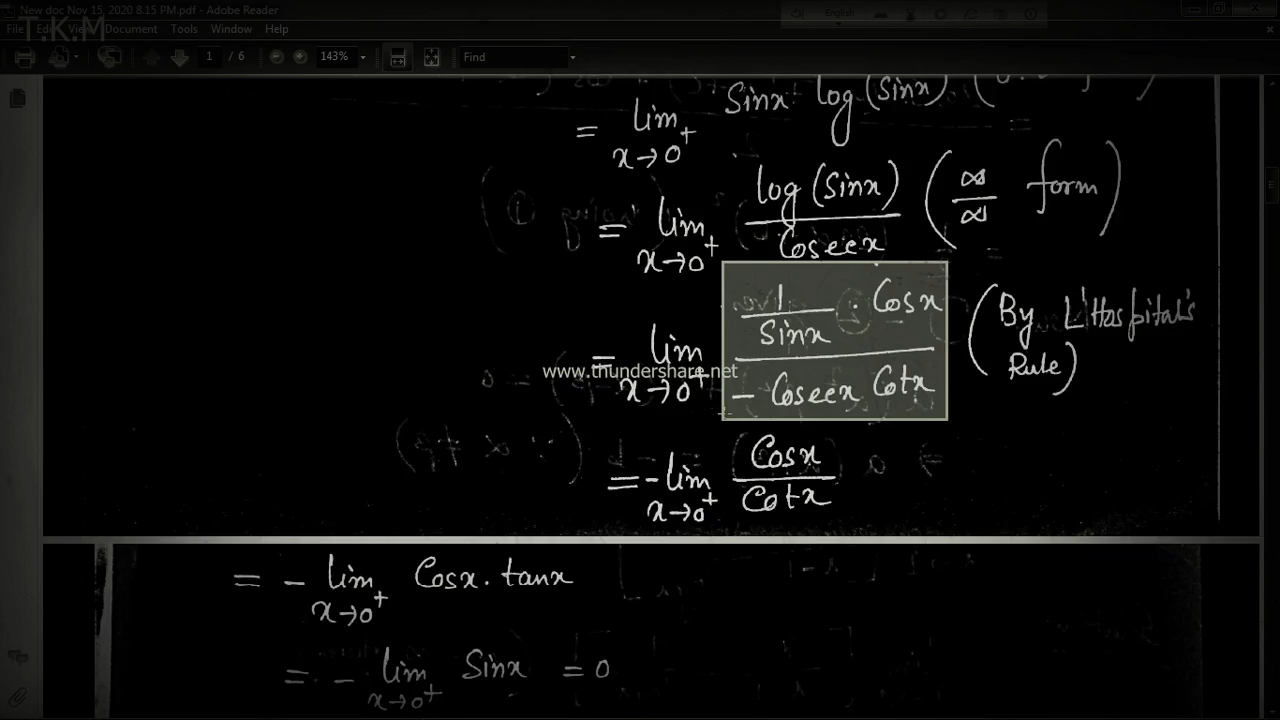 New doc Nov 15, 2020 8.15 PM.pdf - Adobe Reader
T.K.M
English
File Edit View Document Tools Window Help
1 / 6 143% Find
= lim x→0⁺ Sinx log(Sinx)
= lim x→0⁺ log(Sinx) / Cosecx (∞/∞ form)
= lim x→0⁺ (1/Sinx · Cosx) / (- Cosecx Cotx) (By L'Hospital's Rule)
www.thundershare.net
= - lim x→0⁺ Cosx / Cotx
= - lim x→0⁺ Cosx · tanx
= - lim x→0⁺ Sinx = 0